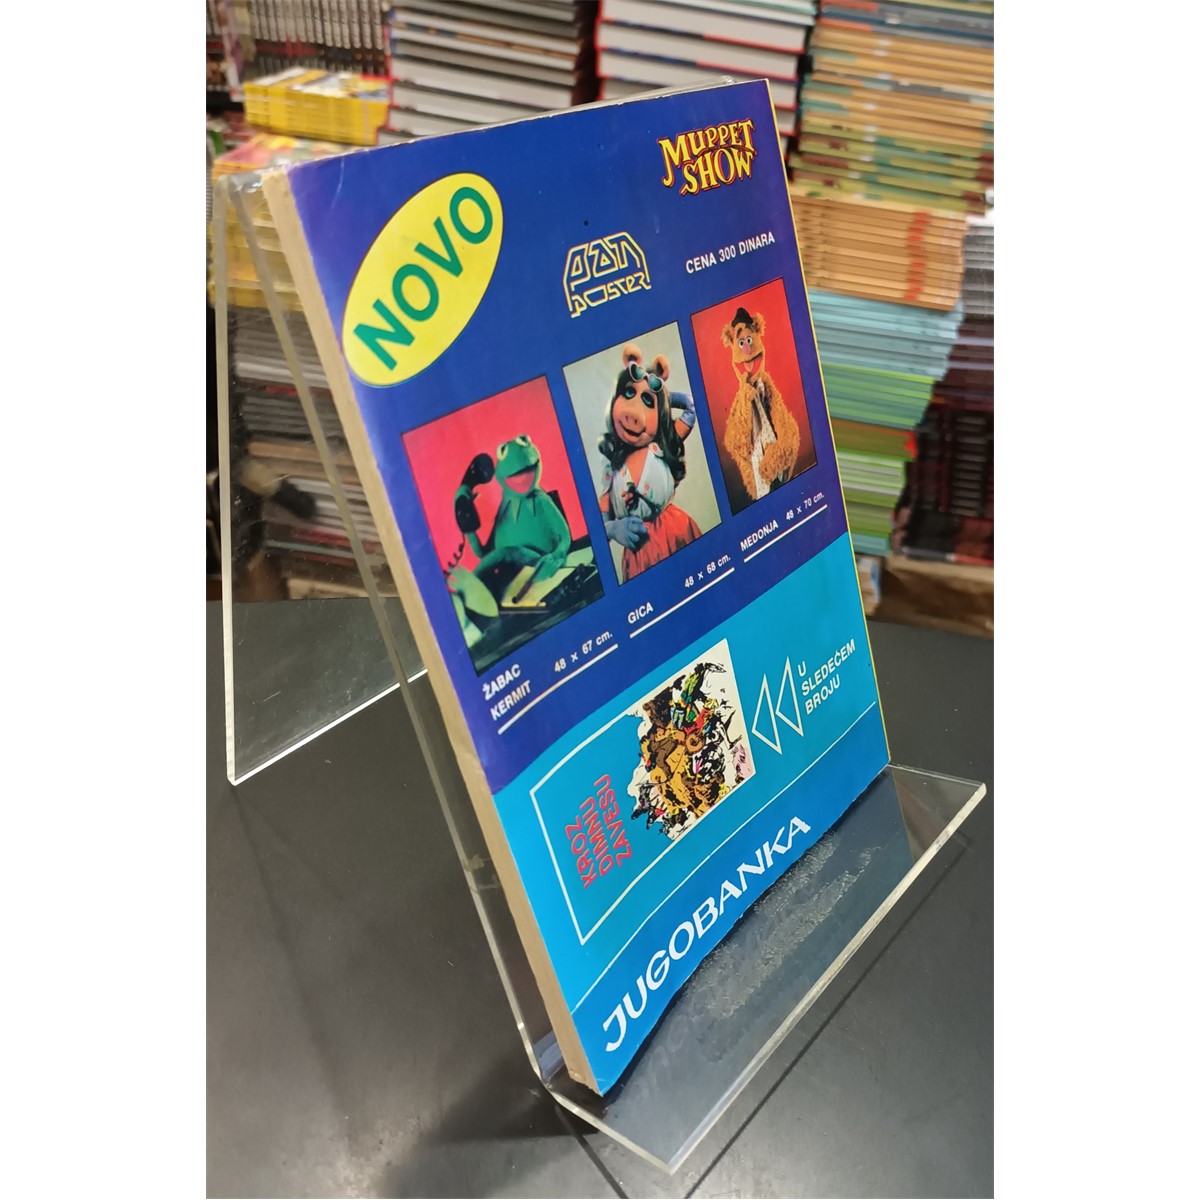 NOVO
MUPPET
SHOW
PAN
POSTER
CENA 300 DINARA
ŽABAC
KERMIT 48 × 67 cm.
GICA 48 × 68 cm.
MEDONJA 48 × 70 cm.
KROZ
DIMNU
ZAVESU
U
SLEDEĆEM
BROJU
JUGOBANKA